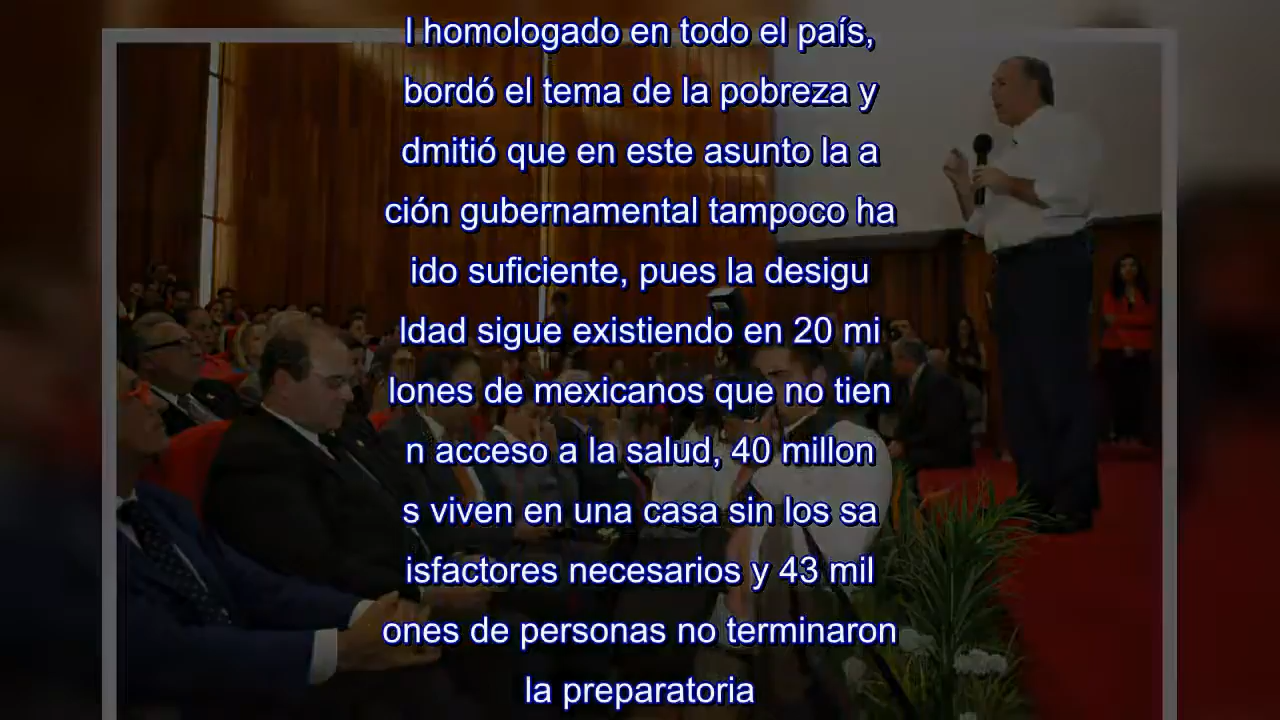 l homologado en todo el país,
bordó el tema de la pobreza y
dmitió que en este asunto la a
ción gubernamental tampoco ha
ido suficiente, pues la desigu
ldad sigue existiendo en 20 mi
lones de mexicanos que no tien
n acceso a la salud, 40 millon
s viven en una casa sin los sa
isfactores necesarios y 43 mil
ones de personas no terminaron
la preparatoria